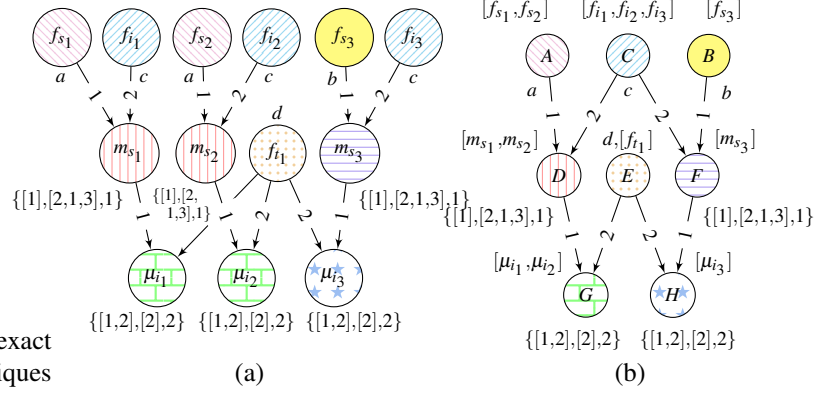 [f_{s_1},f_{s_2}] [f_{i_1},f_{i_2},f_{i_3}] [f_{s_3}]
f_{s_1} f_{i_1} f_{s_2} f_{i_2} f_{s_3} f_{i_3}
A C B
a c a c b c
a c b
1 2 1 2 1 2
1 2 2 1
d
[m_{s_1},m_{s_2}] d,[f_{t_1}] [m_{s_3}]
m_{s_1} m_{s_2} f_{t_1} m_{s_3}
D E F
{[1],[2,1,3],1} {[1],[2,
1,3],1} {[1],[2,1,3],1}
{[1],[2,1,3],1} {[1],[2,1,3],1}
1 1 2 2 1
1 2 2 1
[μ_{i_1},μ_{i_2}] [μ_{i_3}]
μ_{i_1} μ_{i_2} μ_{i_3}
G H
{[1,2],[2],2} {[1,2],[2],2} {[1,2],[2],2}
{[1,2],[2],2} {[1,2],[2],2}
exact
iques
(a) (b)